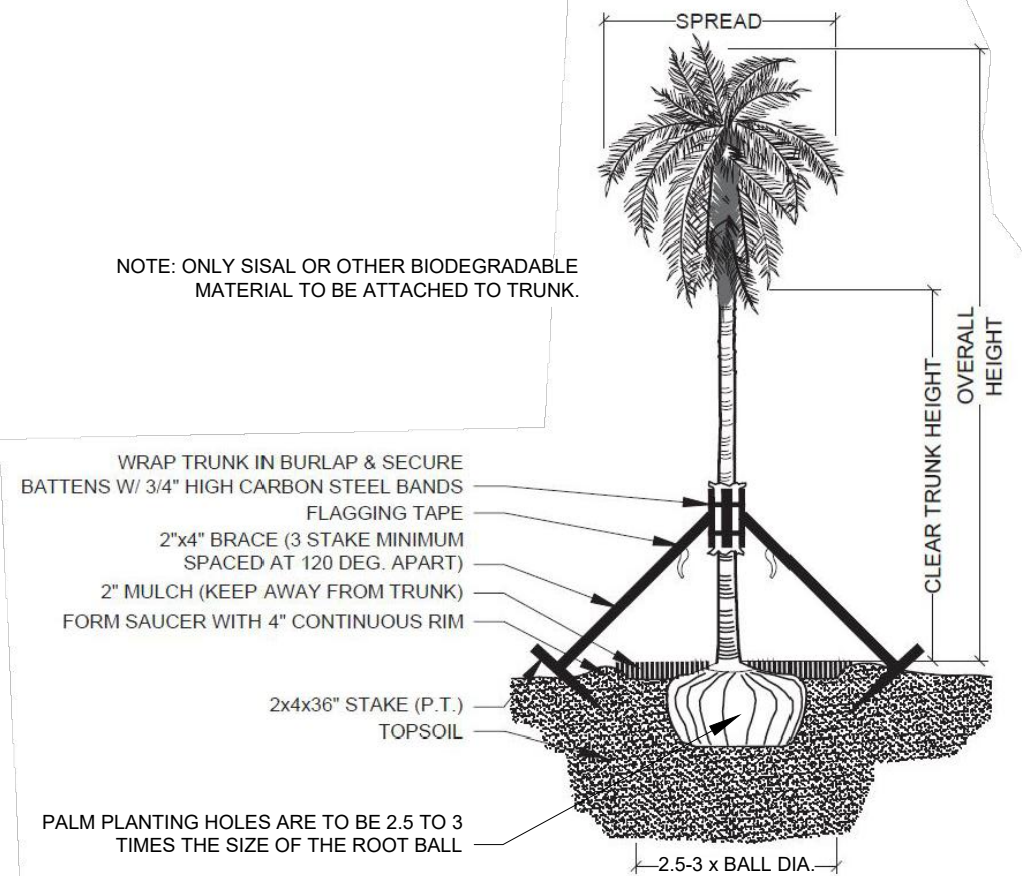 SPREAD
NOTE: ONLY SISAL OR OTHER BIODEGRADABLE
MATERIAL TO BE ATTACHED TO TRUNK.
OVERALL
HEIGHT
CLEAR TRUNK HEIGHT
WRAP TRUNK IN BURLAP & SECURE
BATTENS W/ 3/4" HIGH CARBON STEEL BANDS
FLAGGING TAPE
2"x4" BRACE (3 STAKE MINIMUM
SPACED AT 120 DEG. APART)
2" MULCH (KEEP AWAY FROM TRUNK)
FORM SAUCER WITH 4" CONTINUOUS RIM
2x4x36" STAKE (P.T.)
TOPSOIL
PALM PLANTING HOLES ARE TO BE 2.5 TO 3
TIMES THE SIZE OF THE ROOT BALL
2.5-3 x BALL DIA.